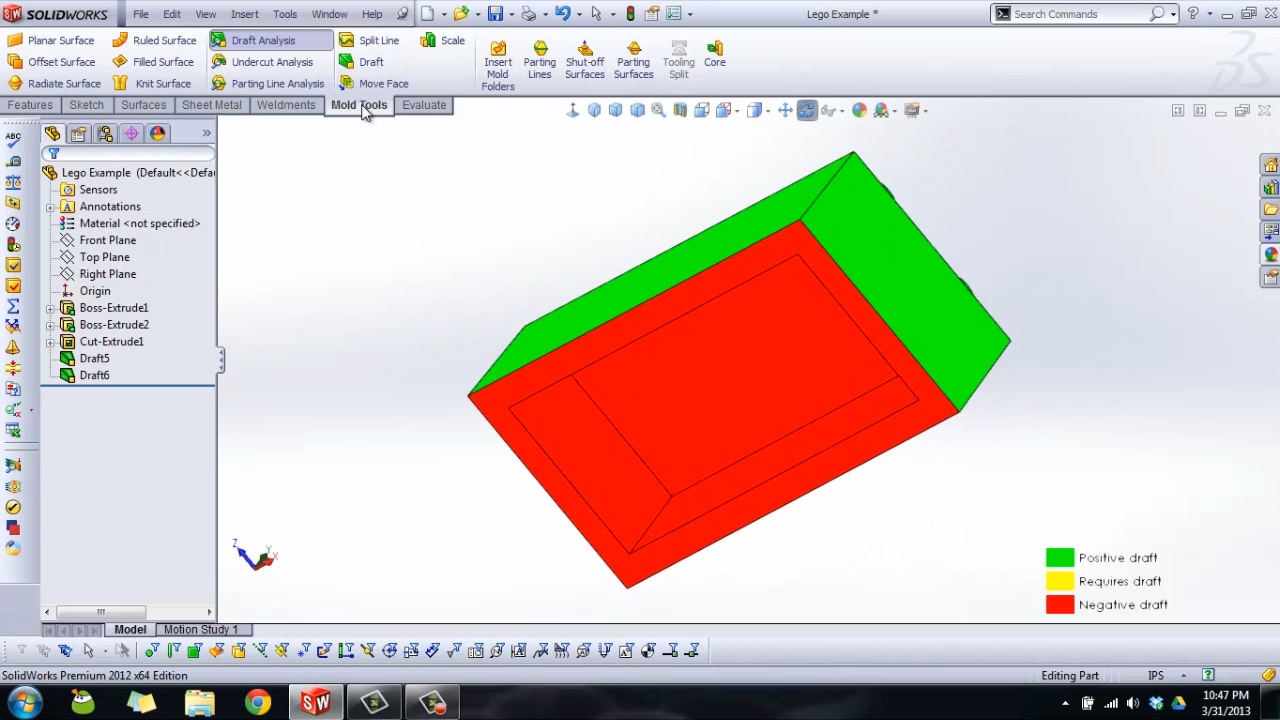 SOLIDWORKS File Edit View Insert Tools Window Help Lego Example * Search Commands
Planar Surface Ruled Surface Draft Analysis Split Line Scale
Offset Surface Filled Surface Undercut Analysis Draft
Radiate Surface Knit Surface Parting Line Analysis Move Face
Insert Mold Folders
Parting Lines
Shut-off Surfaces
Parting Surfaces
Tooling Split
Core
Features Sketch Surfaces Sheet Metal Weldments Mold Tools Evaluate
ABC
Lego Example (Default<<Defau
Sensors
Annotations
Material <not specified>
Front Plane
Top Plane
Right Plane
Origin
Boss-Extrude1
Boss-Extrude2
Cut-Extrude1
Draft5
Draft6
Z Y X
Positive draft
Requires draft
Negative draft
Model Motion Study 1
SolidWorks Premium 2012 x64 Edition Editing Part IPS
10:47 PM
3/31/2013